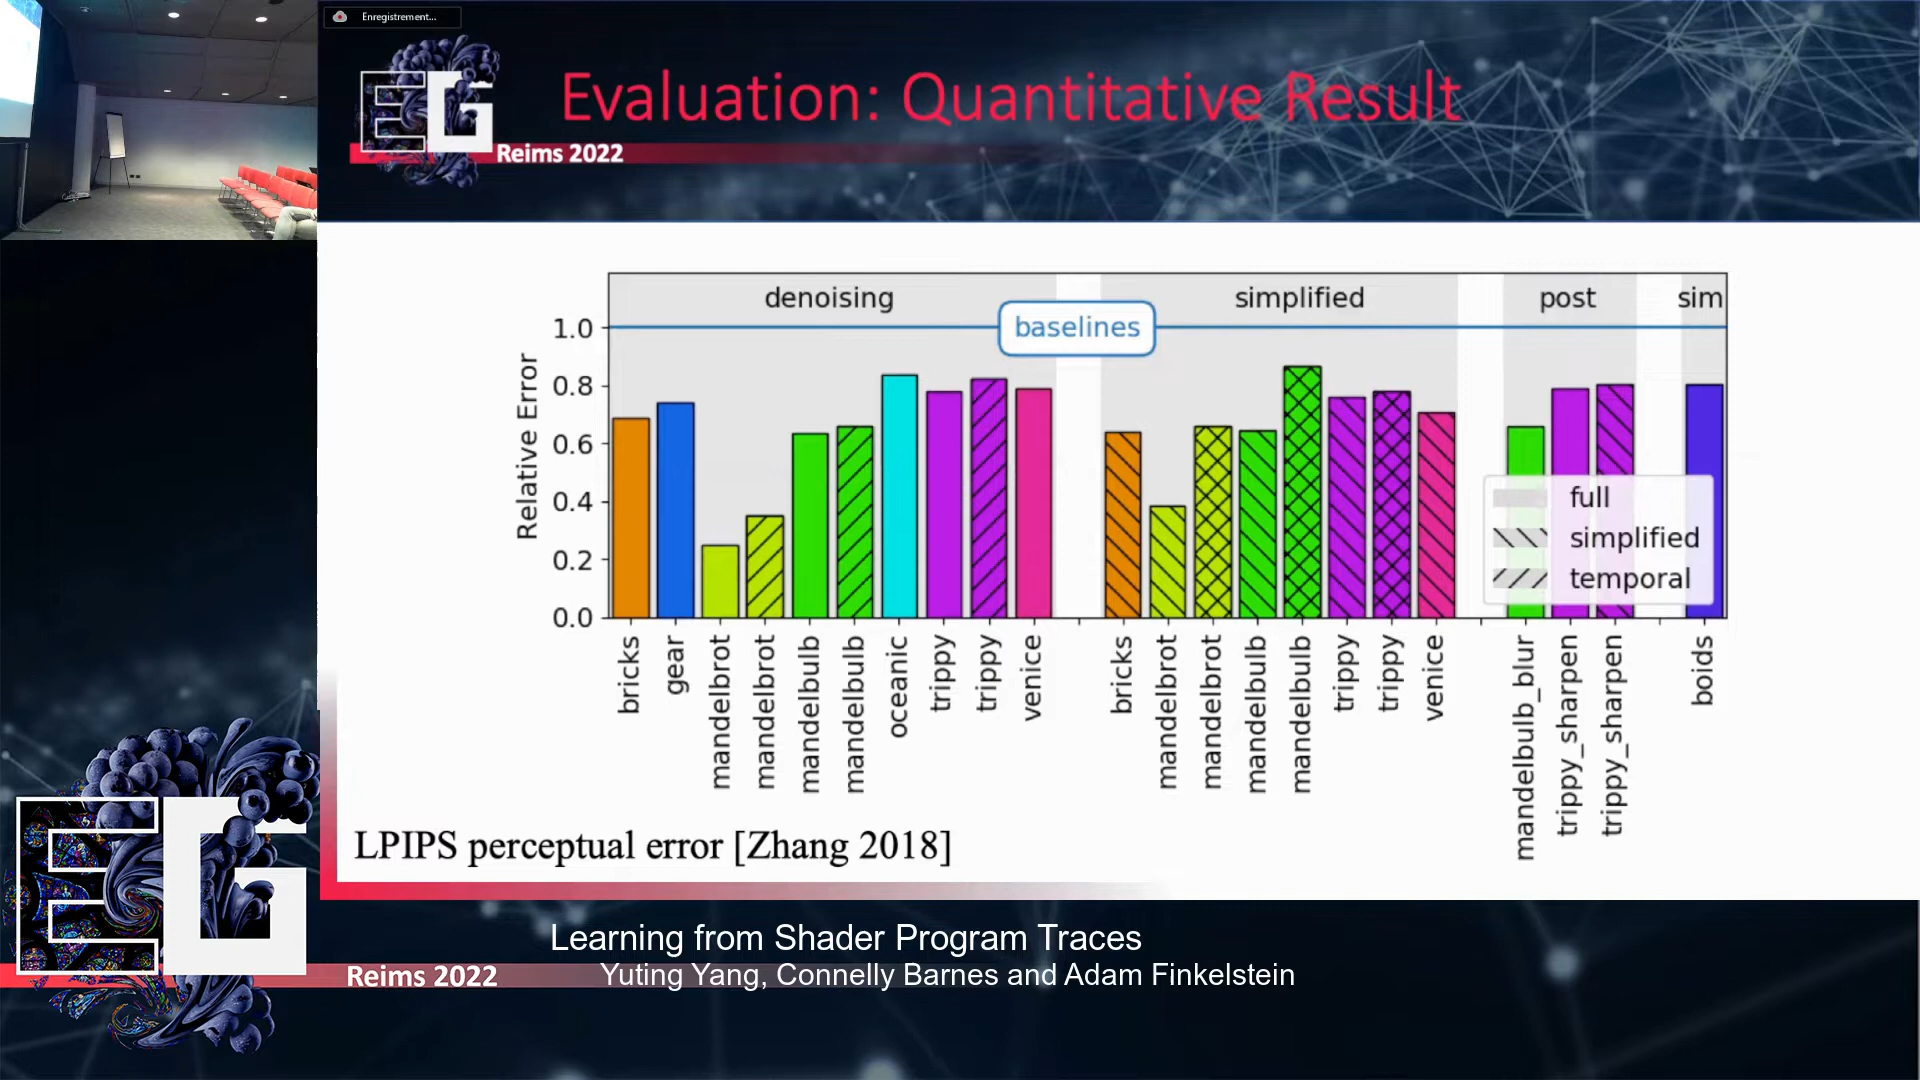 Enregistrement...
EG
Evaluation: Quantitative Result
Reims 2022
denoising
simplified
post
sim
baselines
Relative Error
1.0
0.8
0.6
0.4
0.2
0.0
full
simplified
temporal
bricks
gear
mandelbrot
mandelbrot
mandelbulb
mandelbulb
oceanic
trippy
trippy
venice
bricks
mandelbrot
mandelbrot
mandelbulb
mandelbulb
trippy
trippy
venice
mandelbulb_blur
trippy_sharpen
trippy_sharpen
boids
LPIPS perceptual error [Zhang 2018]
EG
Reims 2022
Learning from Shader Program Traces
Yuting Yang, Connelly Barnes and Adam Finkelstein